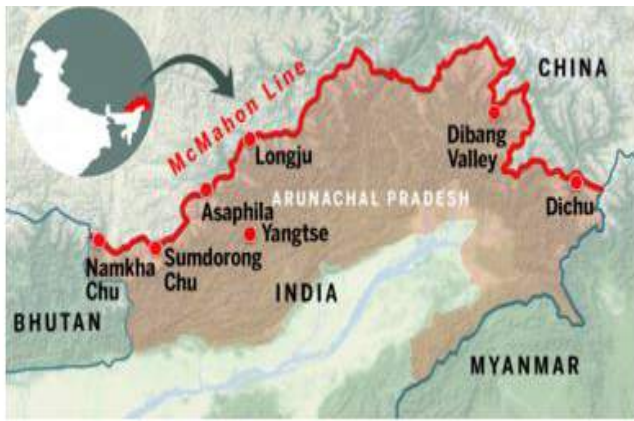 CHINA
McMahon Line
Longju
Dibang
Valley
Asaphila
ARUNACHAL PRADESH
Dichu
Yangtse
Namkha
Chu
Sumdorong
Chu
INDIA
BHUTAN
MYANMAR